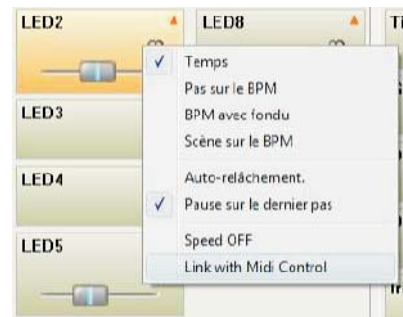 LED2
LED8
Temps
Pas sur le BPM
BPM avec fondu
Scène sur le BPM
LED3
LED4
Auto-relâchement.
Pause sur le dernier pas
LED5
Speed OFF
Link with Midi Control